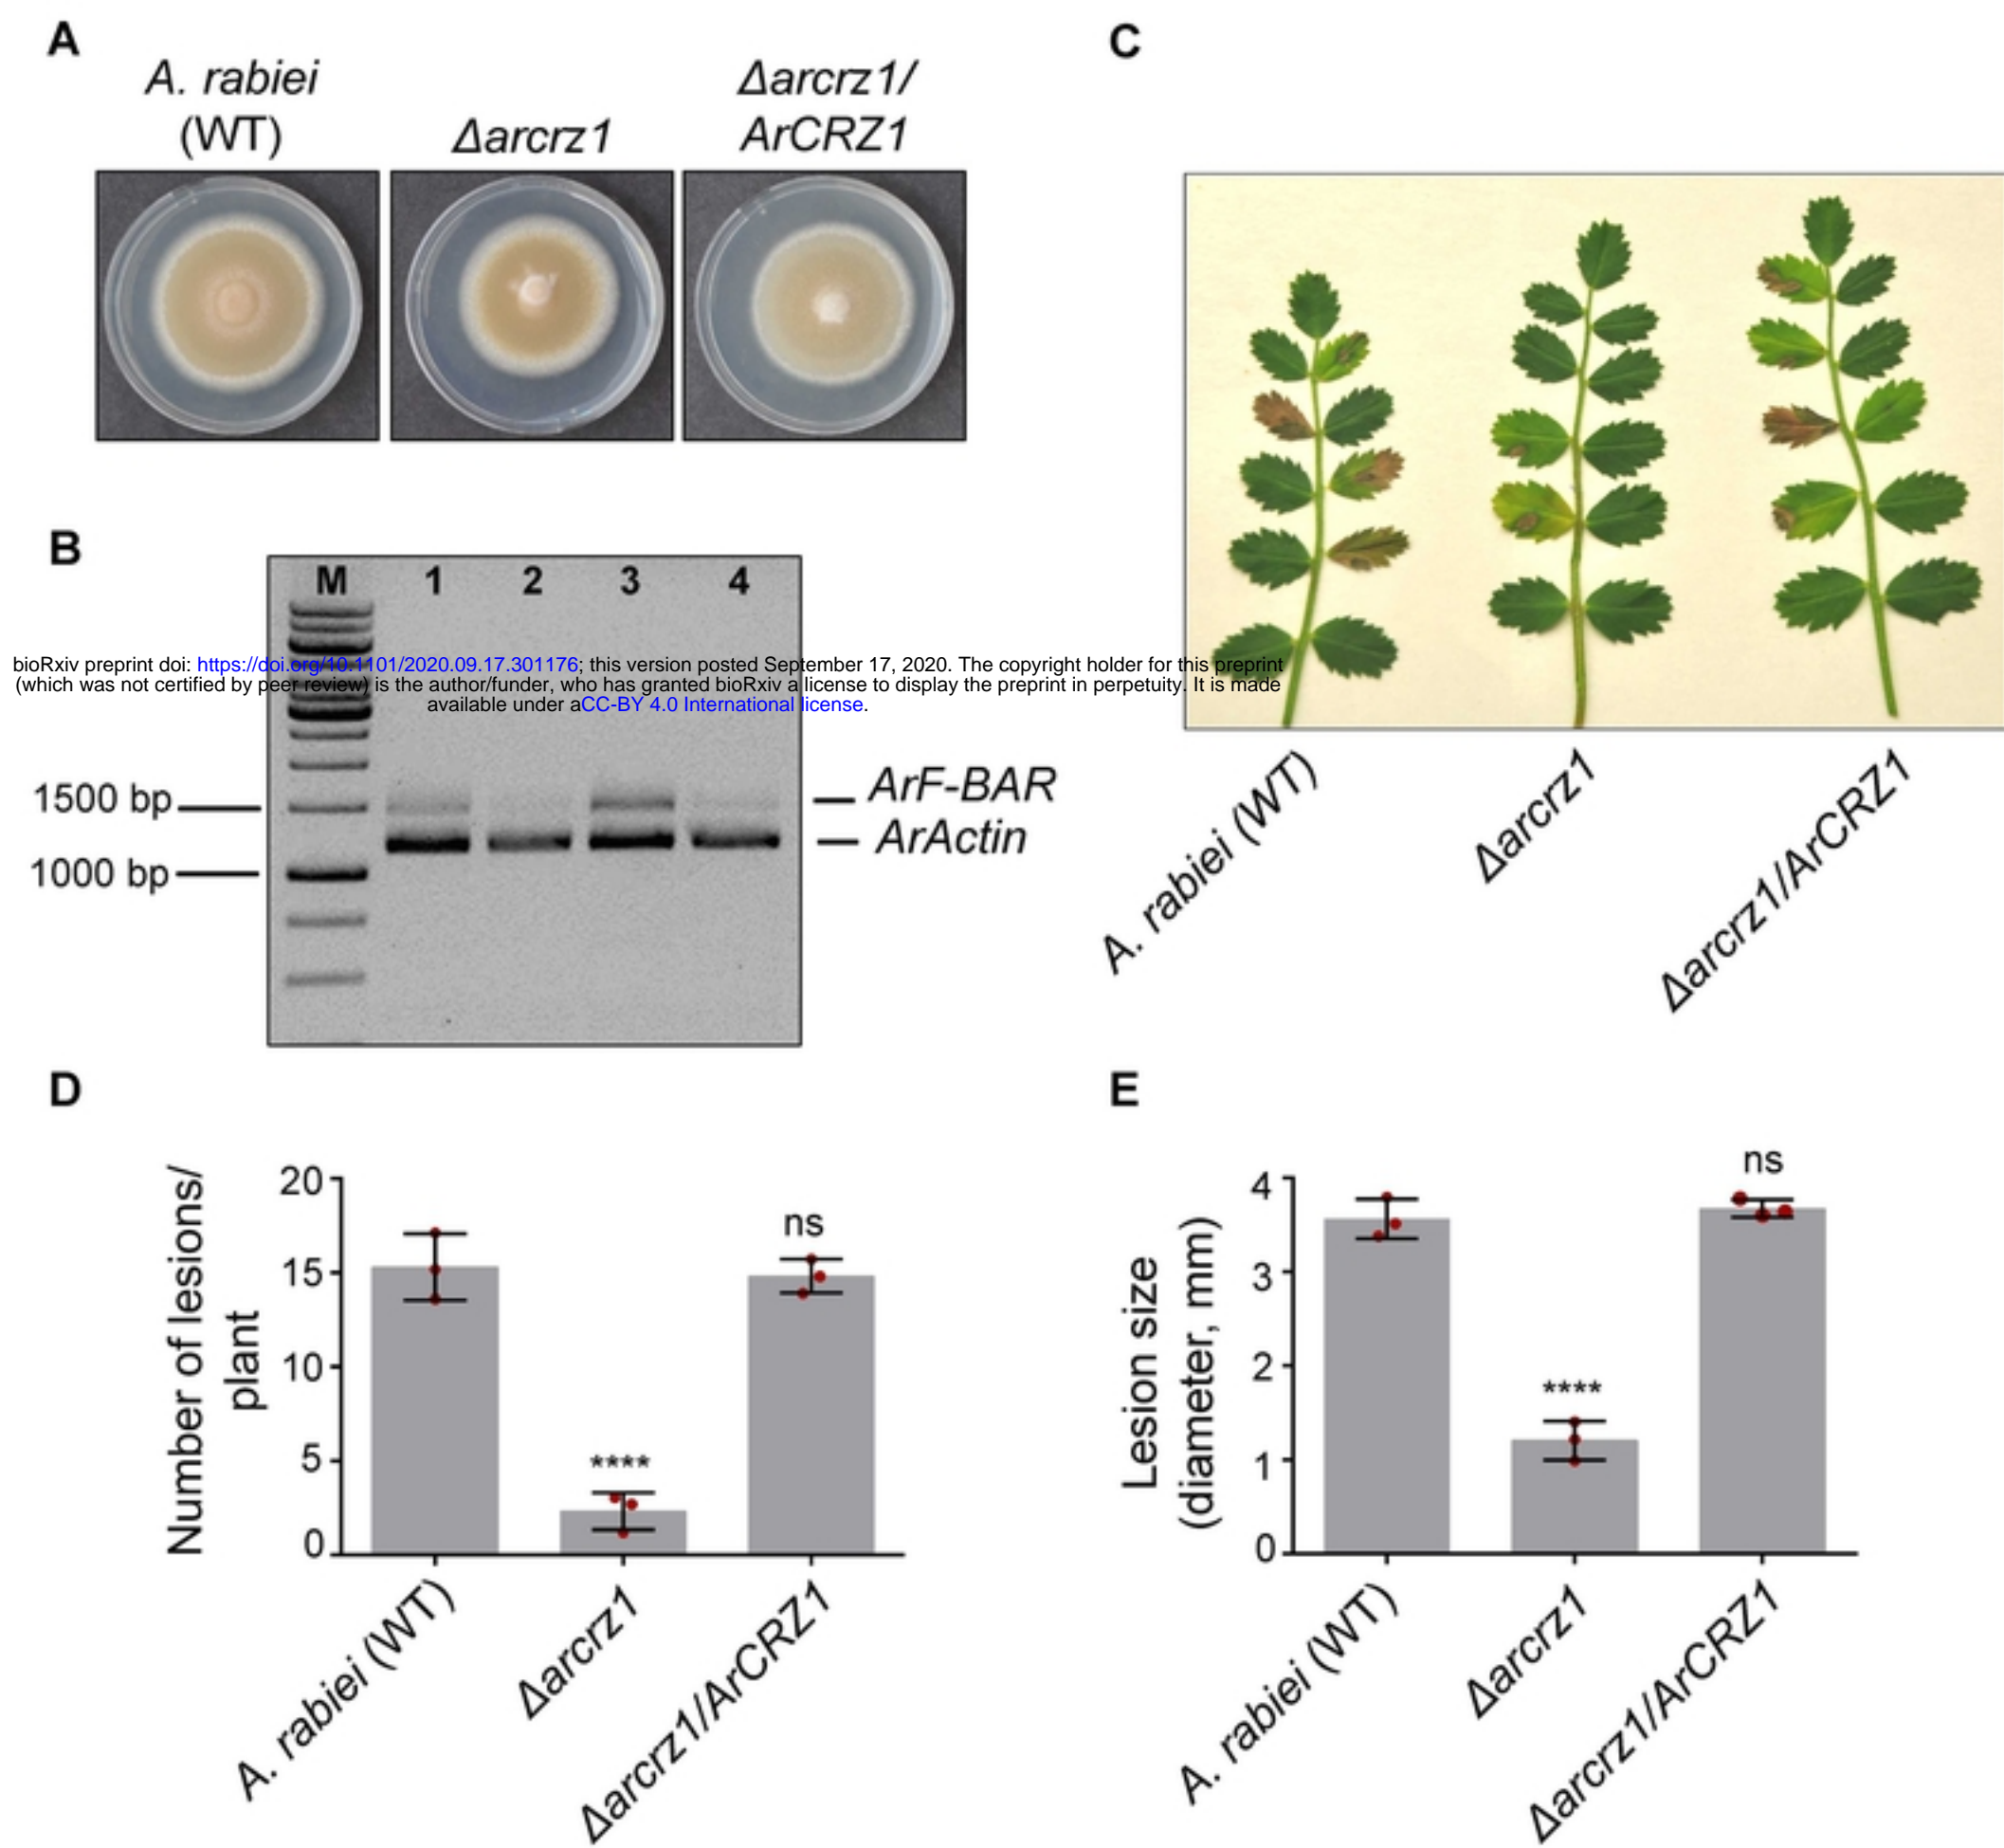 A
A. rabiei
(WT)
Δarcrz1
Δarcrz1/
ArCRZ1
B
M 1 2 3 4
1500 bp
1000 bp
ArF-BAR
ArActin
C
A. rabiei (WT)
Δarcrz1
Δarcrz1/ArCRZ1
bioRxiv preprint doi: https://doi.org/10.1101/2020.09.17.301176; this version posted September 17, 2020. The copyright holder for this preprint
(which was not certified by peer review) is the author/funder, who has granted bioRxiv a license to display the preprint in perpetuity. It is made
available under aCC-BY 4.0 International license.
D
Number of lesions/
plant
20
15
10
5
0
****
ns
A. rabiei (WT)
Δarcrz1
Δarcrz1/ArCRZ1
E
Lesion size
(diameter, mm)
4
3
2
1
0
****
ns
A. rabiei (WT)
Δarcrz1
Δarcrz1/ArCRZ1